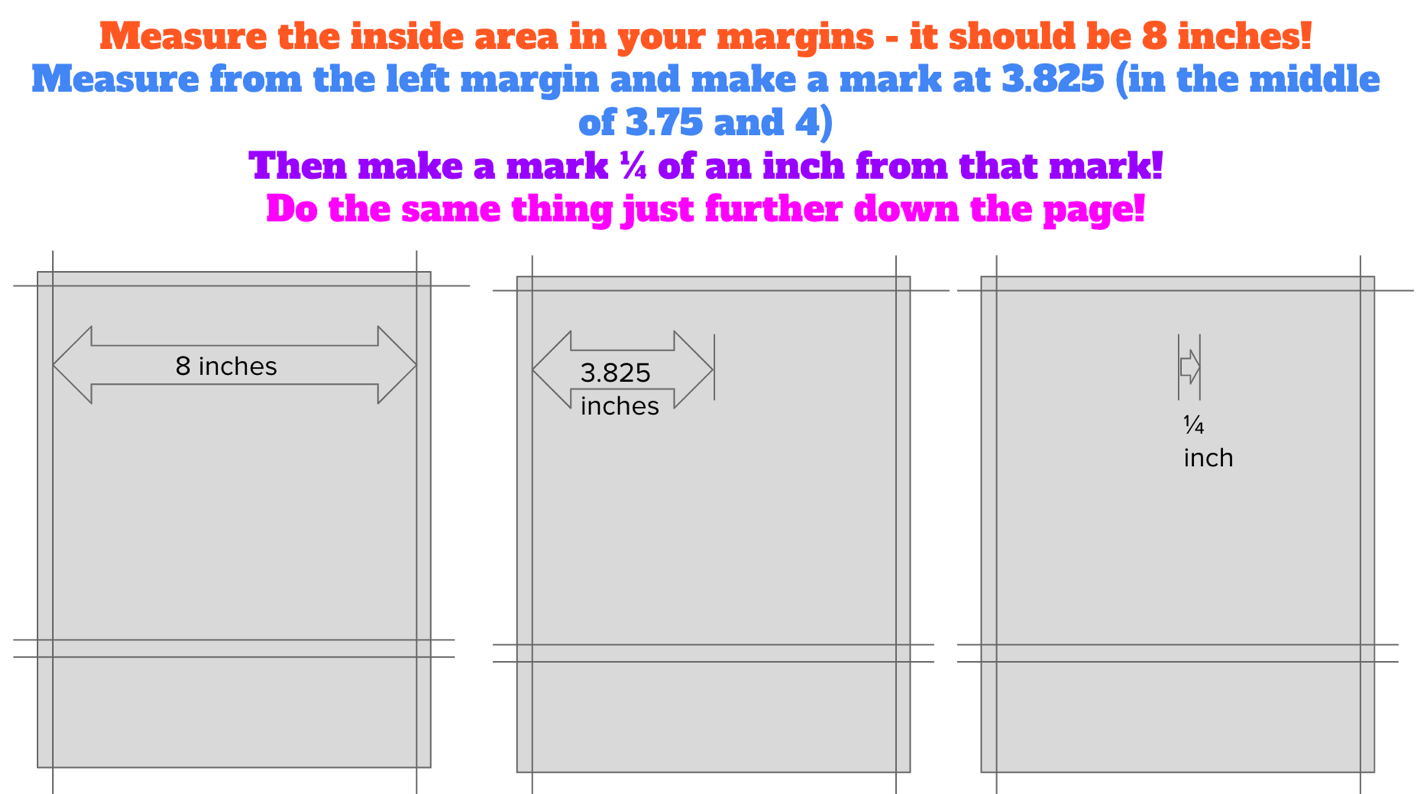 Measure the inside area in your margins - it should be 8 inches!
Measure from the left margin and make a mark at 3.825 (in the middle
of 3.75 and 4)
Then make a mark ¼ of an inch from that mark!
Do the same thing just further down the page!
8 inches
3.825
inches
¼
inch